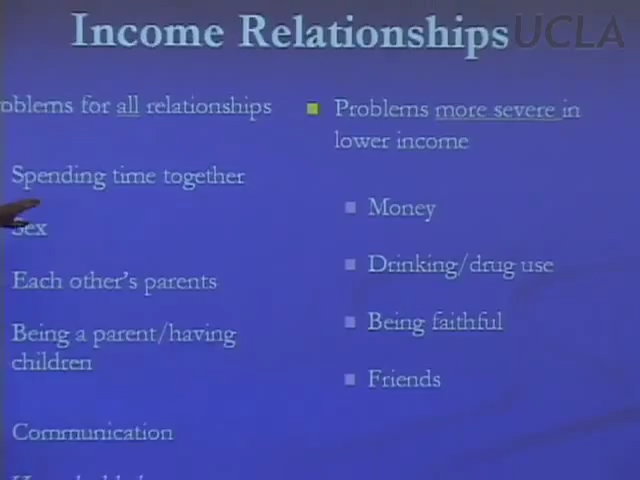 Income Relationships
UCLA
oblems for all relationships
Spending time together
Sex
Each other's parents
Being a parent/having
children
Communication
Problems more severe in
lower income
Money
Drinking/drug use
Being faithful
Friends